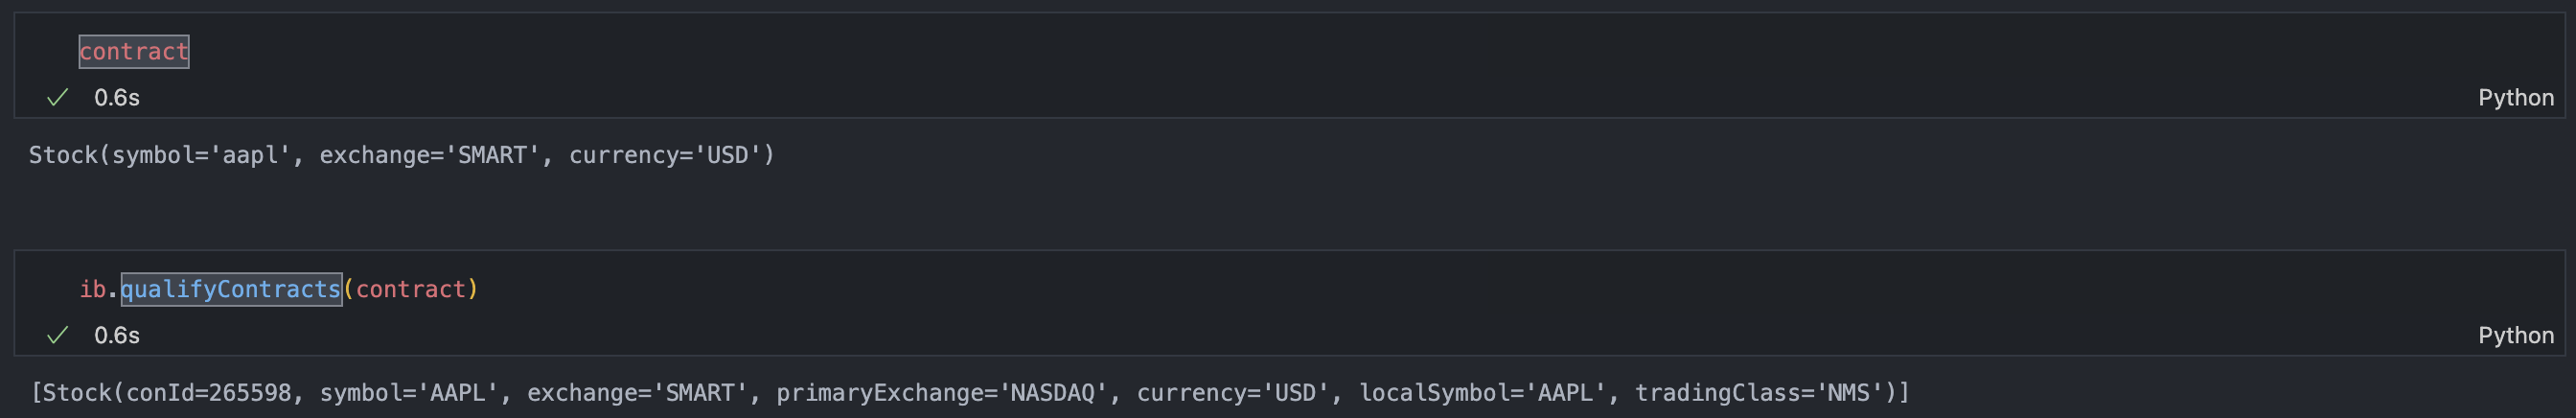 contract
0.6s
Python
Stock(symbol='aapl', exchange='SMART', currency='USD')
ib.qualifyContracts(contract)
0.6s
Python
[Stock(conId=265598, symbol='AAPL', exchange='SMART', primaryExchange='NASDAQ', currency='USD', localSymbol='AAPL', tradingClass='NMS')]